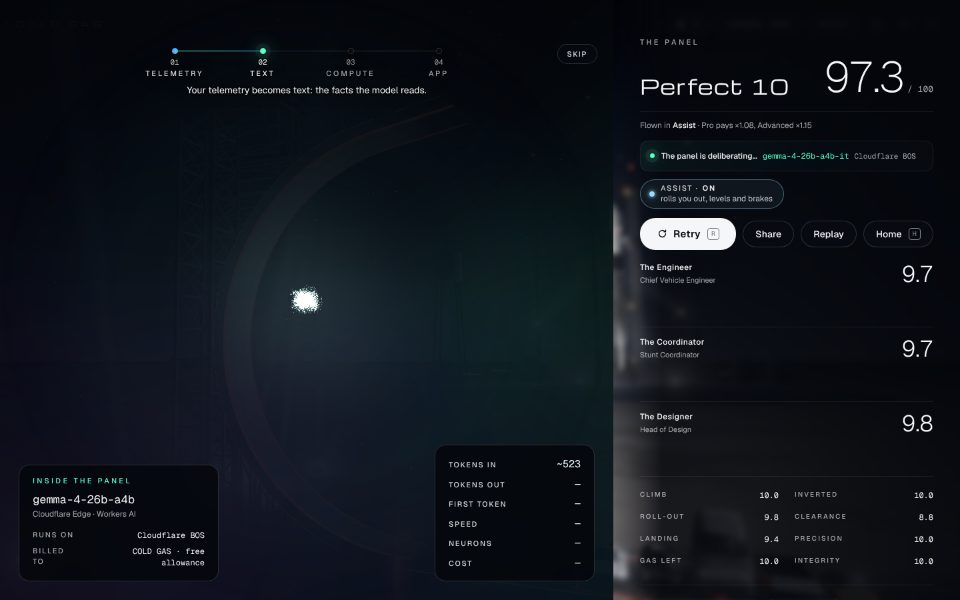 01
TELEMETRY
02
TEXT
03
COMPUTE
04
APP
Your telemetry becomes text: the facts the model reads.
SKIP
INSIDE THE PANEL
gemma-4-26b-a4b
Cloudflare Edge · Workers AI
RUNS ON Cloudflare BOS
BILLED TO COLD GAS · free allowance
TOKENS IN ~523
TOKENS OUT —
FIRST TOKEN —
SPEED —
NEURONS —
COST —
THE PANEL
Perfect 10 97.3 / 100
Flown in Assist · Pro pays ×1.08, Advanced ×1.15
The panel is deliberating… gemma-4-26b-a4b-it Cloudflare BOS
ASSIST · ON
rolls you out, levels and brakes
Retry R Share Replay Home H
The Engineer 9.7
Chief Vehicle Engineer
The Coordinator 9.7
Stunt Coordinator
The Designer 9.8
Head of Design
CLIMB 10.0 INVERTED 10.0
ROLL-OUT 9.8 CLEARANCE 8.8
LANDING 9.4 PRECISION 10.0
GAS LEFT 10.0 INTEGRITY 10.0